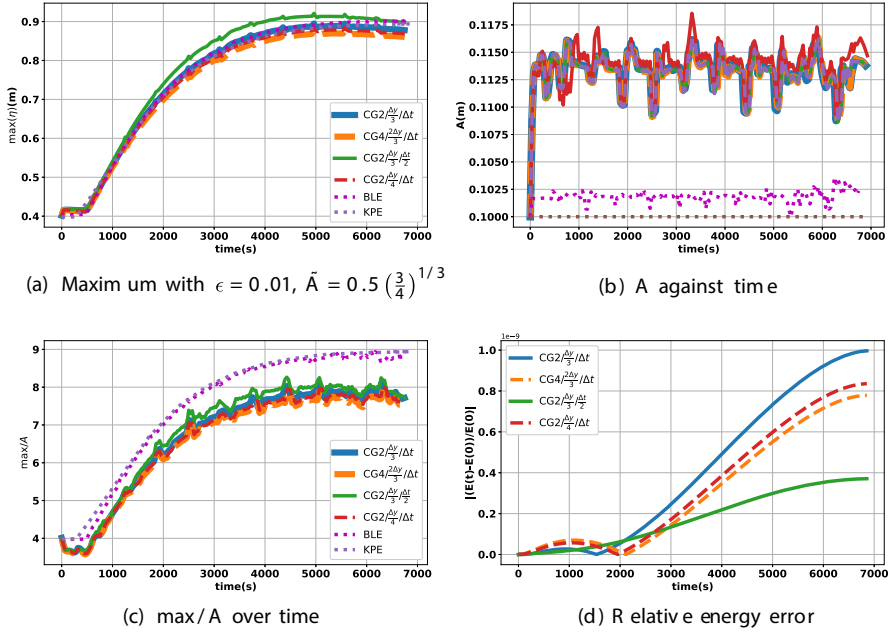 0.9
0.8
0.7
0.6
0.5
0.4
max(η)(m)
0 1000 2000 3000 4000 5000 6000 7000
time(s)
CG2/Δy/3/Δt
CG4/2Δy/3/Δt
CG2/Δy/3/Δt/2
CG2/Δy/4/Δt
BLE
KPE
(a) Maximum with ϵ = 0.01, Ã = 0.5 (3/4)^1/3
0.1175
0.1150
0.1125
0.1100
0.1075
0.1050
0.1025
0.1000
A(m)
0 1000 2000 3000 4000 5000 6000 7000
time(s)
(b) A against time
9
8
7
6
5
4
max/A
0 1000 2000 3000 4000 5000 6000 7000
time(s)
CG2/Δy/3/Δt
CG4/2Δy/3/Δt
CG2/Δy/3/Δt/2
CG2/Δy/4/Δt
BLE
KPE
(c) max/A over time
1e-9
1.0
0.8
0.6
0.4
0.2
0.0
|(E(t)-E(0))/E(0)|
0 1000 2000 3000 4000 5000 6000 7000
time(s)
CG2/Δy/3/Δt
CG4/2Δy/3/Δt
CG2/Δy/3/Δt/2
CG2/Δy/4/Δt
(d) Relative energy error